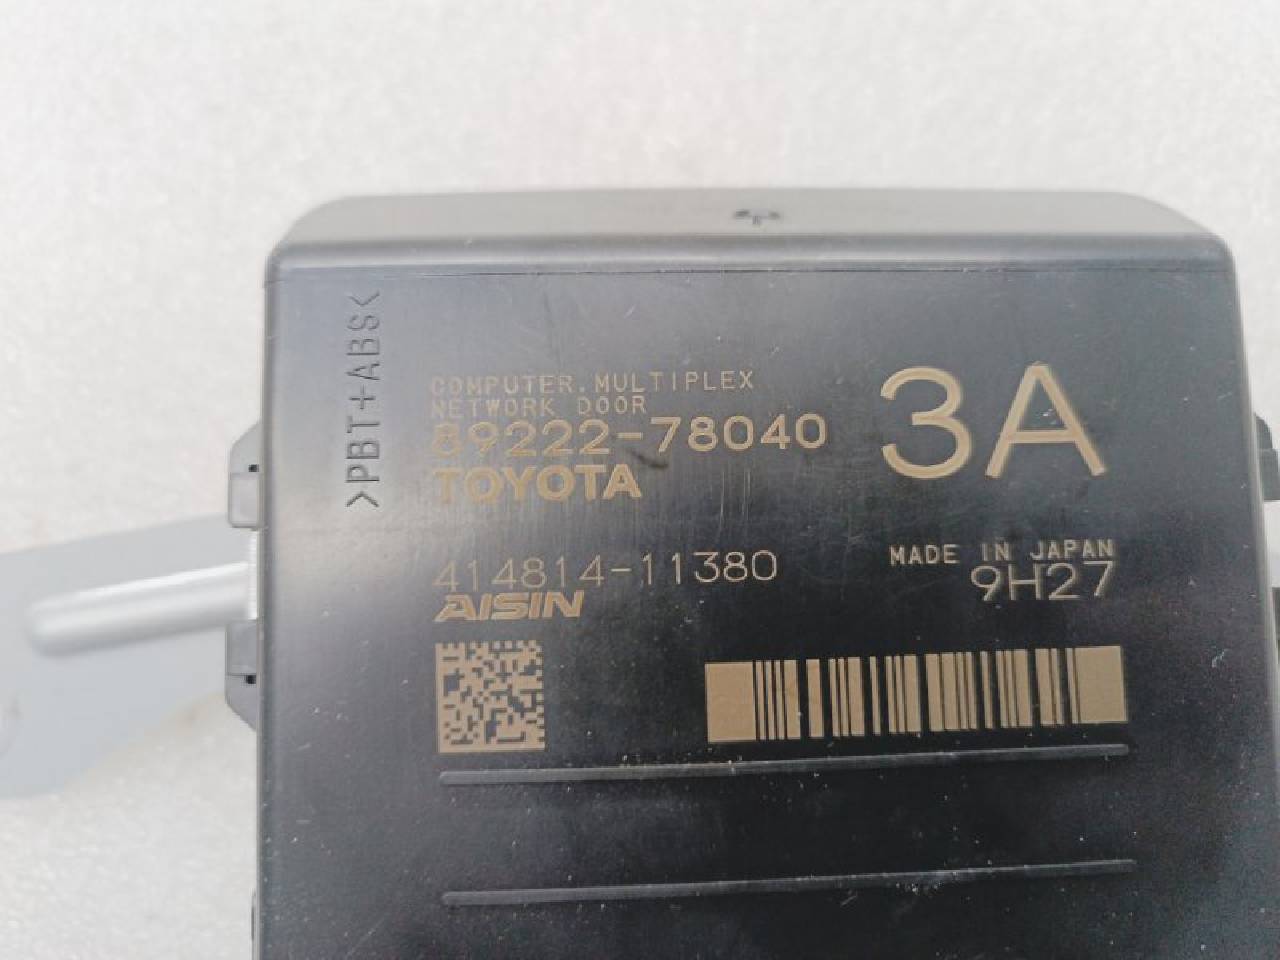 >PBT+ABS<
COMPUTER.MULTIPLEX
NETWORK DOOR
89222-78040
TOYOTA
3A
414814-11380
AISIN
MADE IN JAPAN
9H27